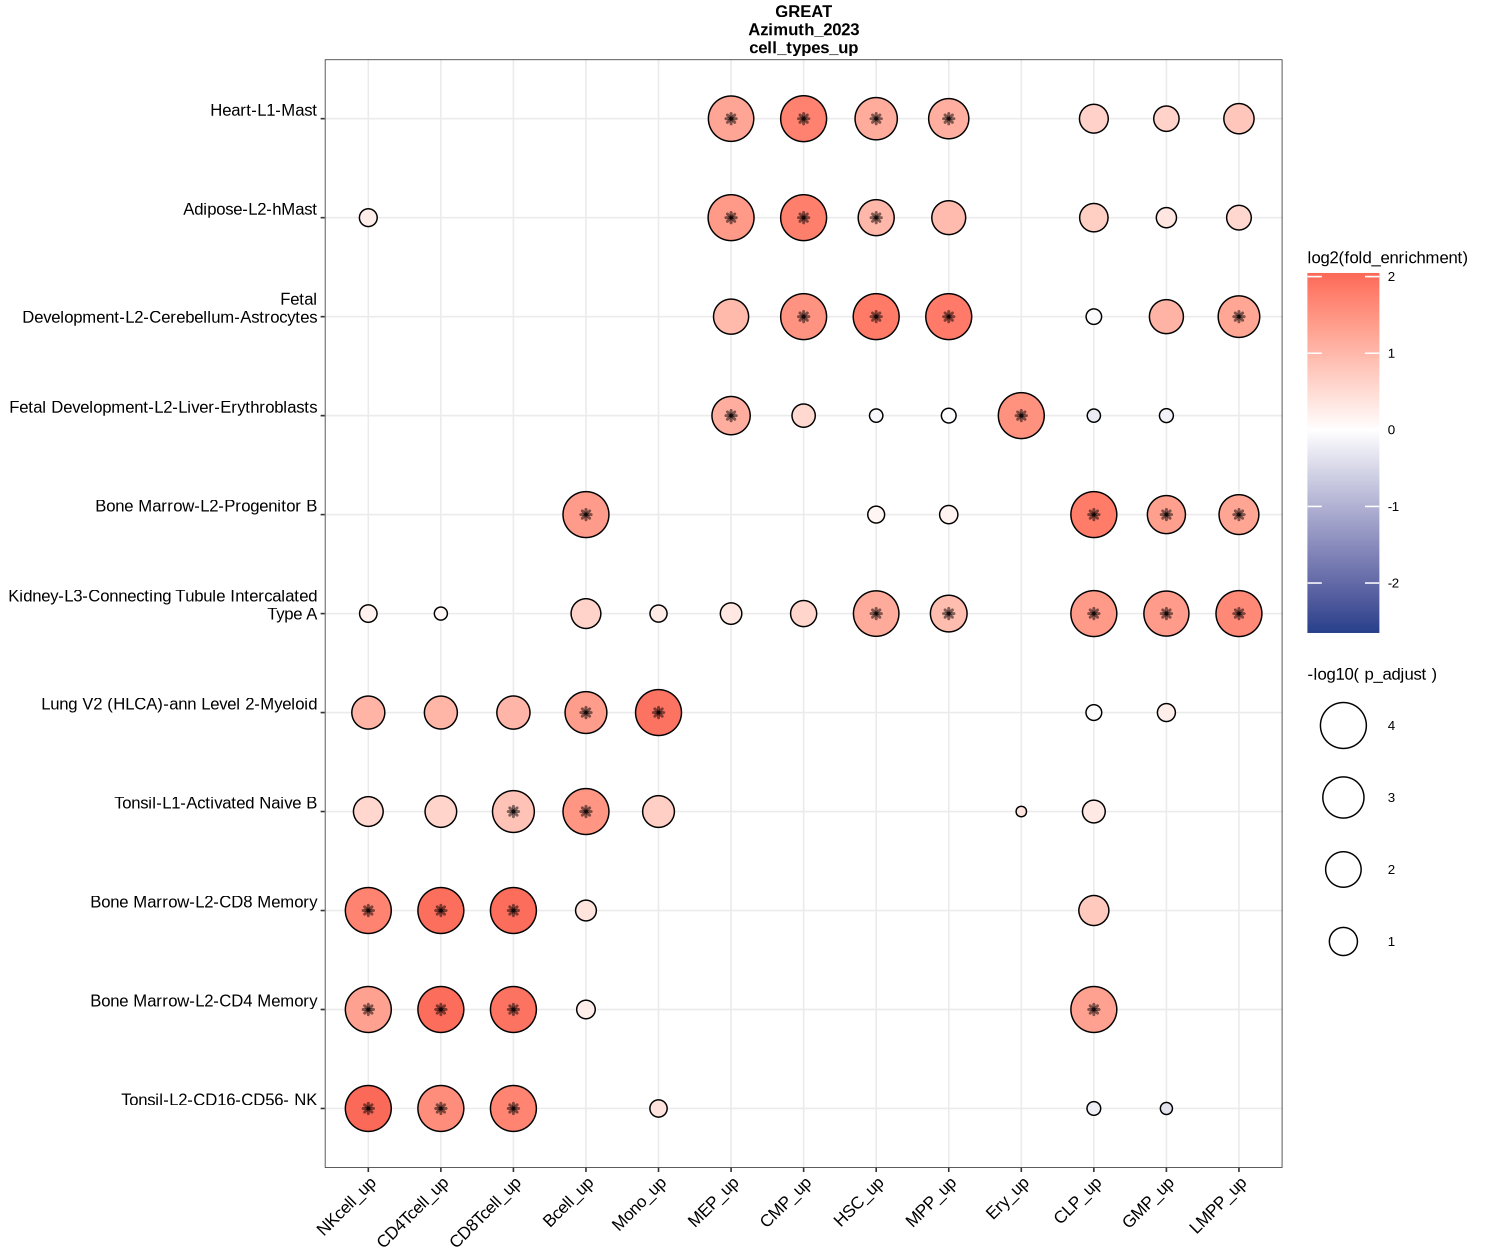 GREAT
Azimuth_2023
cell_types_up
Heart-L1-Mast
Adipose-L2-hMast
Fetal
Development-L2-Cerebellum-Astrocytes
Fetal Development-L2-Liver-Erythroblasts
Bone Marrow-L2-Progenitor B
Kidney-L3-Connecting Tubule Intercalated
Type A
Lung V2 (HLCA)-ann Level 2-Myeloid
Tonsil-L1-Activated Naive B
Bone Marrow-L2-CD8 Memory
Bone Marrow-L2-CD4 Memory
Tonsil-L2-CD16-CD56- NK
NKcell_up
CD4Tcell_up
CD8Tcell_up
Bcell_up
Mono_up
MEP_up
CMP_up
HSC_up
MPP_up
Ery_up
CLP_up
GMP_up
LMPP_up
log2(fold_enrichment)
2
1
0
-1
-2
-log10( p_adjust )
4
3
2
1